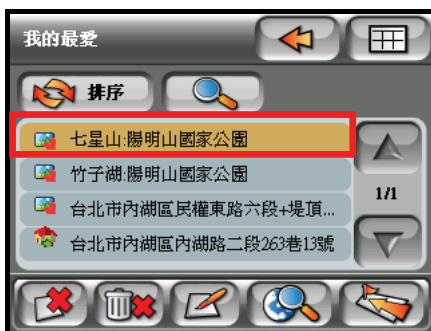 我的最愛
排序
七星山:陽明山國家公園
竹子湖:陽明山國家公園
台北市內湖區民權東路六段+堤頂...
1/1
台北市內湖區內湖路二段263巷13號